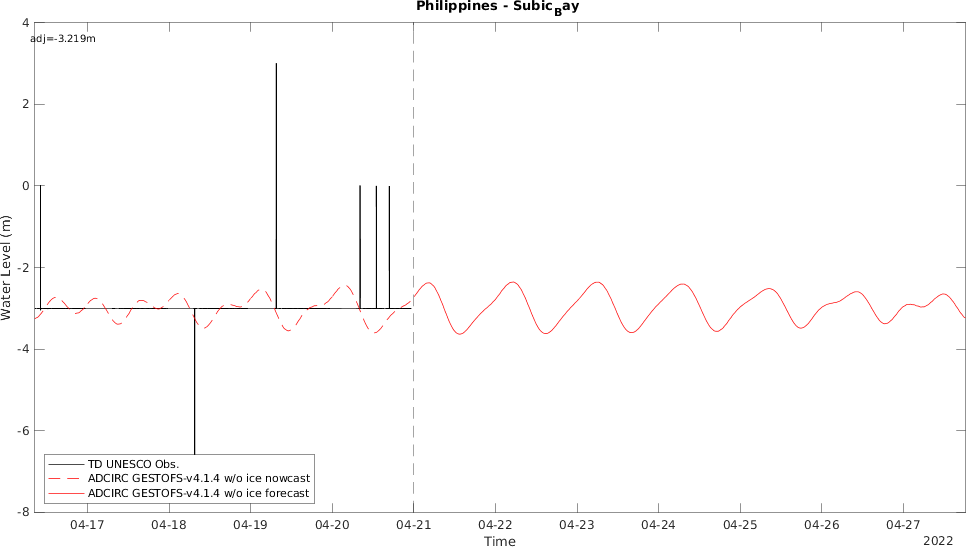 Philippines - SubicBay
adj=-3.219m
4
2
0
-2
-4
-6
-8
Water Level (m)
TD UNESCO Obs.
ADCIRC GESTOFS-v4.1.4 w/o ice nowcast
ADCIRC GESTOFS-v4.1.4 w/o ice forecast
04-17 04-18 04-19 04-20 04-21 04-22 04-23 04-24 04-25 04-26 04-27
Time
2022